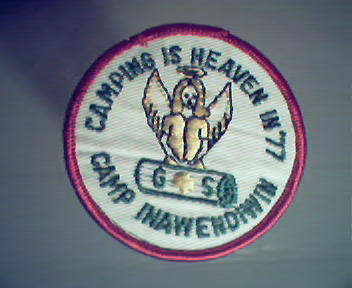 CAMPING IS HEAVEN IN '77
G S
CAMP INAWENDIWIN